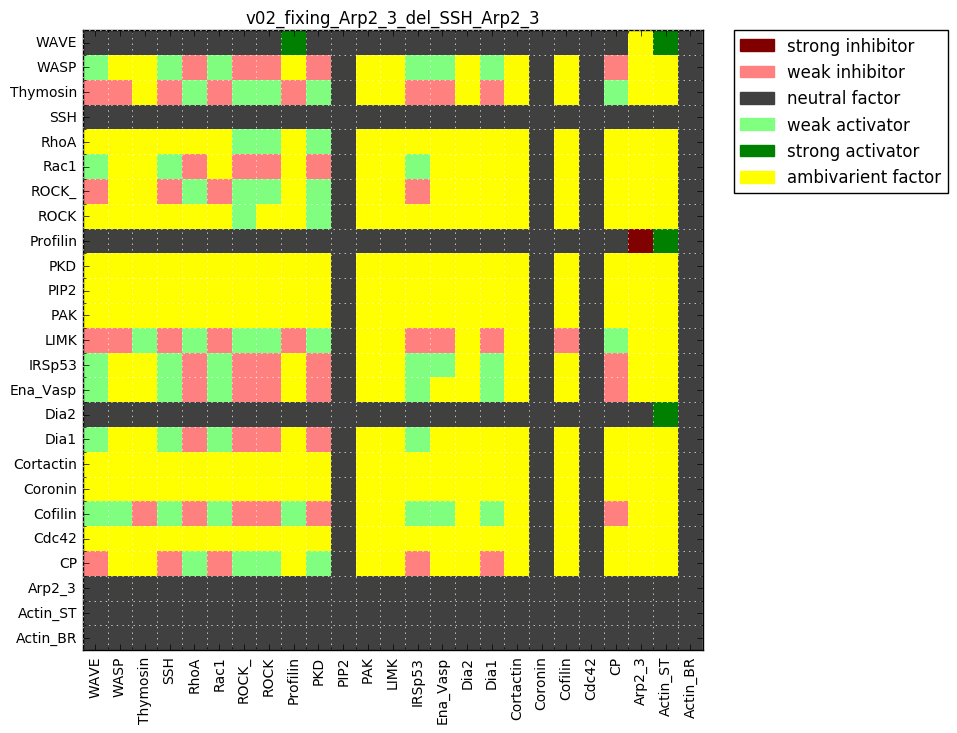 v02_fixing_Arp2_3_del_SSH_Arp2_3
WAVE
WASP
Thymosin
SSH
RhoA
Rac1
ROCK_
ROCK
Profilin
PKD
PIP2
PAK
LIMK
IRSp53
Ena_Vasp
Dia2
Dia1
Cortactin
Coronin
Cofilin
Cdc42
CP
Arp2_3
Actin_ST
Actin_BR
WAVE
WASP
Thymosin
SSH
RhoA
Rac1
ROCK_
ROCK
Profilin
PKD
PIP2
PAK
LIMK
IRSp53
Ena_Vasp
Dia2
Dia1
Cortactin
Coronin
Cofilin
Cdc42
CP
Arp2_3
Actin_ST
Actin_BR
strong inhibitor
weak inhibitor
neutral factor
weak activator
strong activator
ambivarient factor